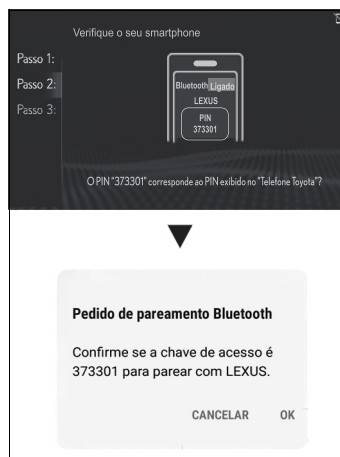 Verifique o seu smartphone
Passo 1:
Passo 2:
Passo 3:
Bluetooth Ligado
LEXUS
PIN
373301
O PIN "373301" corresponde ao PIN exibido no "Telefone Toyota"?
Pedido de pareamento Bluetooth
Confirme se a chave de acesso é
373301 para parear com LEXUS.
CANCELAR OK